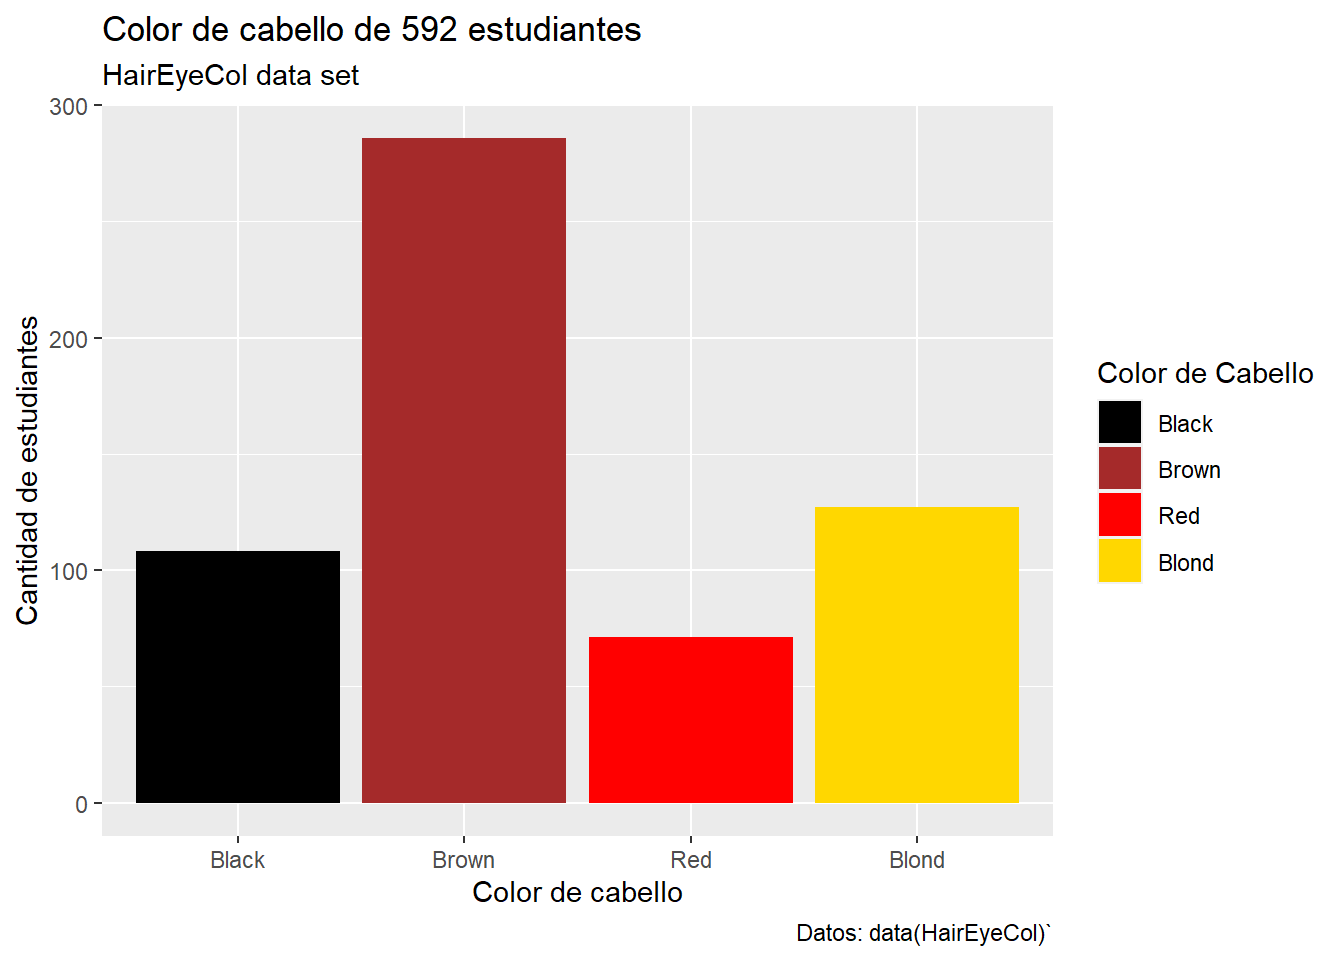 Color de cabello de 592 estudiantes
HairEyeCol data set
300
200
100
0
Cantidad de estudiantes
Black
Brown
Red
Blond
Color de cabello
Color de Cabello
Black
Brown
Red
Blond
Datos: data(HairEyeCol)`